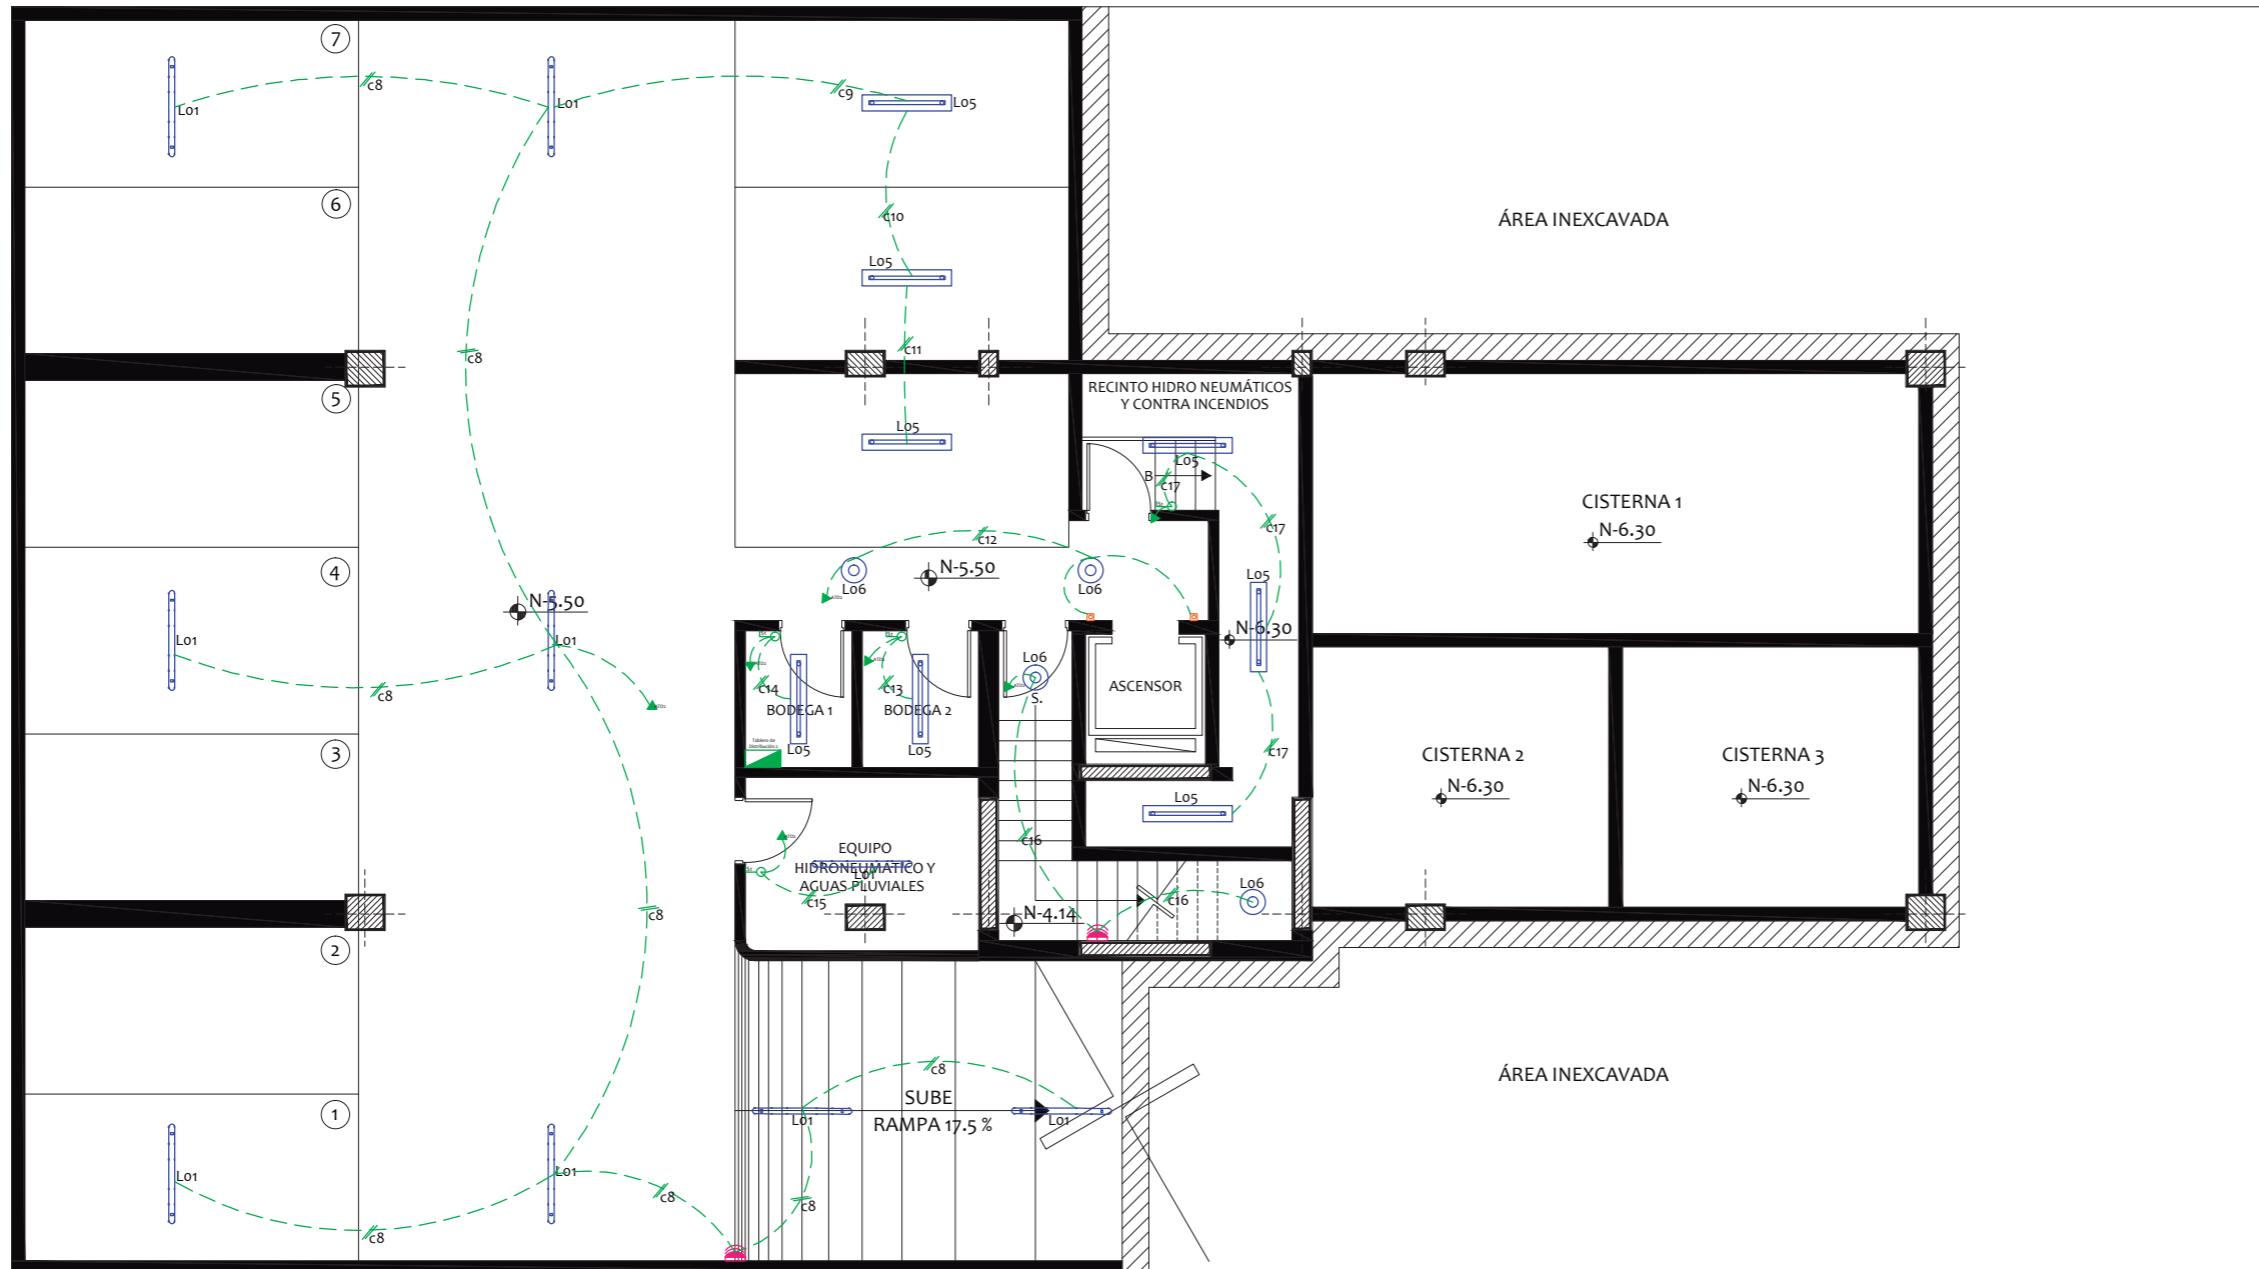 7
c8
L01
L01
c9
L05
6
c10
ÁREA INEXCAVADA
L05
c11
c8
5
RECINTO HIDRO NEUMÁTICOS
Y CONTRA INCENDIOS
L05
L05
B
c17
CISTERNA 1
N-6.30
c17
c12
N-5.50
4
L06
L06
L05
N-5.50
L01
L01
N-6.30
L06
c8
c14
c13
S.
ASCENSOR
BODEGA 1
BODEGA 2
Tablero de
L05
L05
c17
3
CISTERNA 2
N-6.30
CISTERNA 3
N-6.30
L05
c16
EQUIPO
HIDRONEUMÁTICO Y
L01
AGUAS PLUVIALES
c15
L06
c16
N-4.14
c8
2
c8
SUBE
RAMPA 17.5 %
ÁREA INEXCAVADA
1
L01
L01
L01
L01
c8
c8
c8